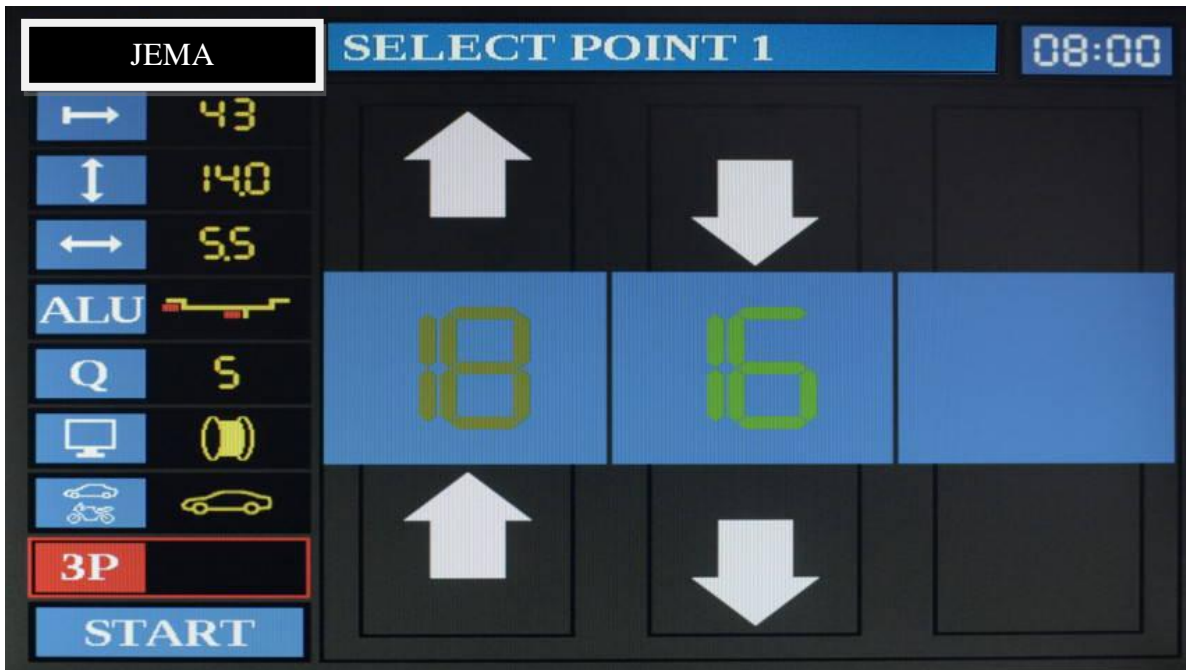 JEMA
SELECT POINT 1
08:00
43
14.0
5.5
ALU
Q
5
18
16
3P
START